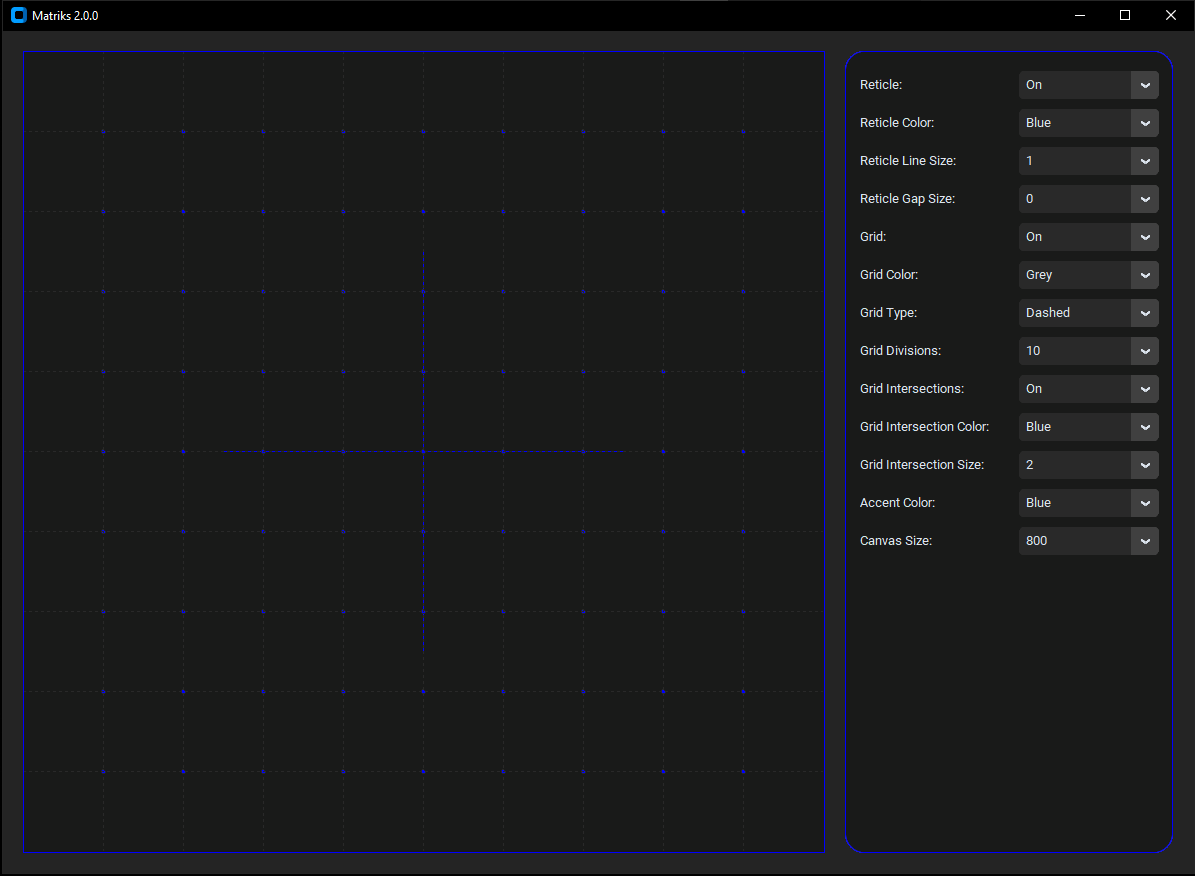 Matriks 2.0.0
Reticle: On
Reticle Color: Blue
Reticle Line Size: 1
Reticle Gap Size: 0
Grid: On
Grid Color: Grey
Grid Type: Dashed
Grid Divisions: 10
Grid Intersections: On
Grid Intersection Color: Blue
Grid Intersection Size: 2
Accent Color: Blue
Canvas Size: 800